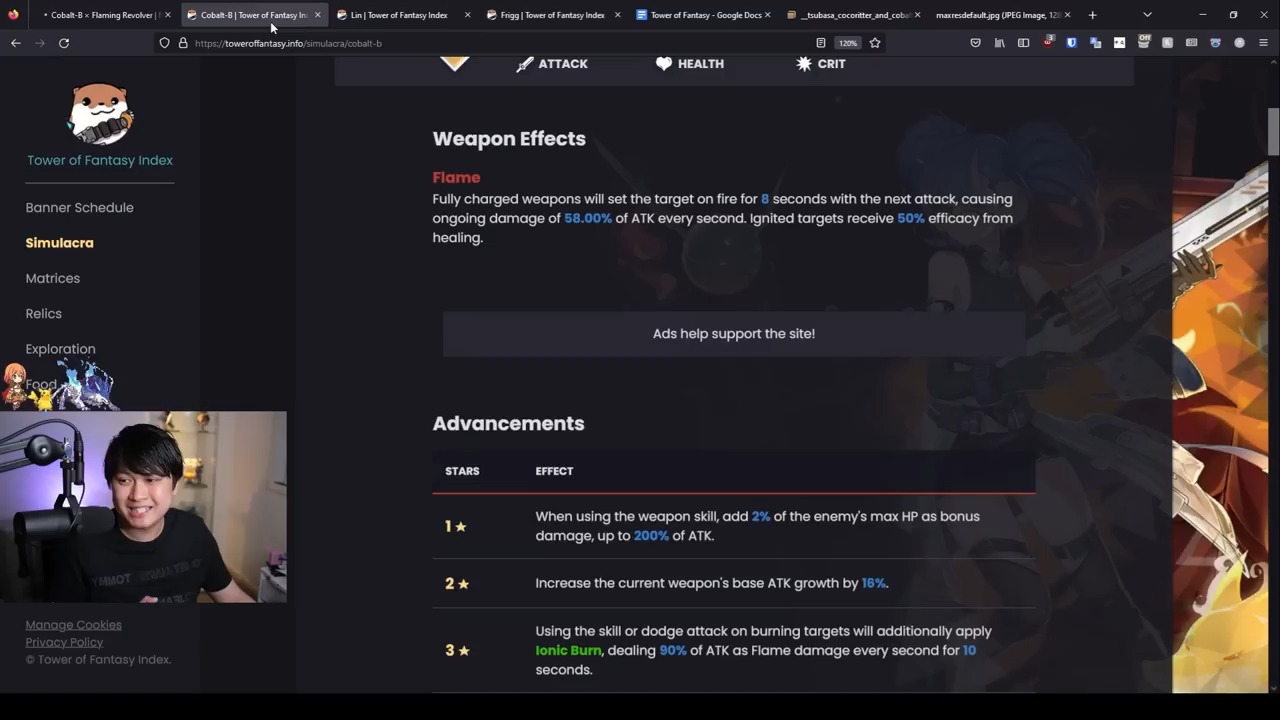 Cobalt-B × Flaming Revolver |
Cobalt-B | Tower of Fantasy In
Lin | Tower of Fantasy Index
Frigg | Tower of Fantasy Index
Tower of Fantasy - Google Docs
__tsubasa_cocoritter_and_cobal
maxresdefault.jpg (JPEG Image, 128
https://toweroffantasy.info/simulacra/cobalt-b
120%
ATTACK
HEALTH
CRIT
Tower of Fantasy Index
Banner Schedule
Simulacra
Matrices
Relics
Exploration
Food
Weapon Effects
Flame
Fully charged weapons will set the target on fire for 8 seconds with the next attack, causing
ongoing damage of 58.00% of ATK every second. Ignited targets receive 50% efficacy from
healing.
Ads help support the site!
Advancements
STARS EFFECT
1 ★ When using the weapon skill, add 2% of the enemy's max HP as bonus
damage, up to 200% of ATK.
2 ★ Increase the current weapon's base ATK growth by 16%.
3 ★ Using the skill or dodge attack on burning targets will additionally apply
Ionic Burn, dealing 90% of ATK as Flame damage every second for 10
seconds.
Manage Cookies
Privacy Policy
© Tower of Fantasy Index.